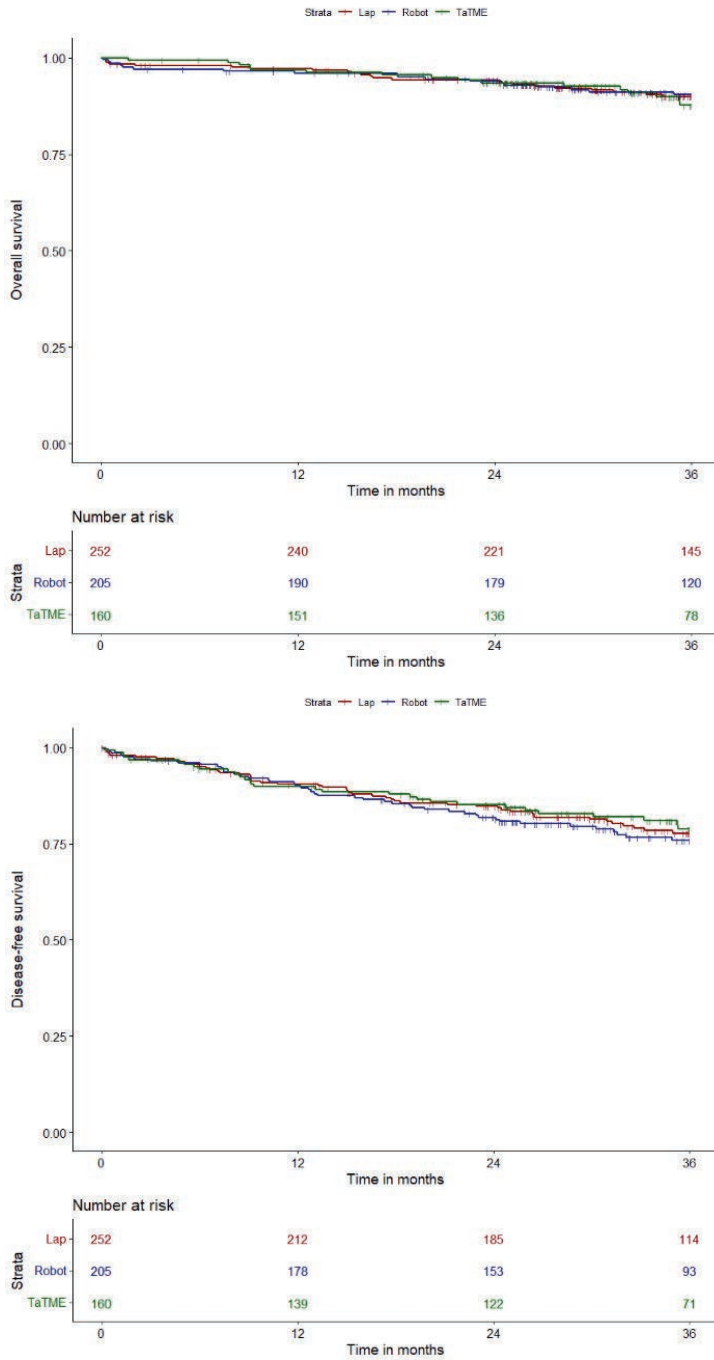 Strata Lap Robot TaTME
1.00
0.75
0.50
0.25
0.00
Overall survival
0 12 24 36
Time in months
Number at risk
Strata
Lap 252 240 221 145
Robot 205 190 179 120
TaTME 160 151 136 78
0 12 24 36
Time in months
Strata Lap Robot TaTME
1.00
0.75
0.50
0.25
0.00
Disease-free survival
0 12 24 36
Time in months
Number at risk
Strata
Lap 252 212 185 114
Robot 205 178 153 93
TaTME 160 139 122 71
0 12 24 36
Time in months